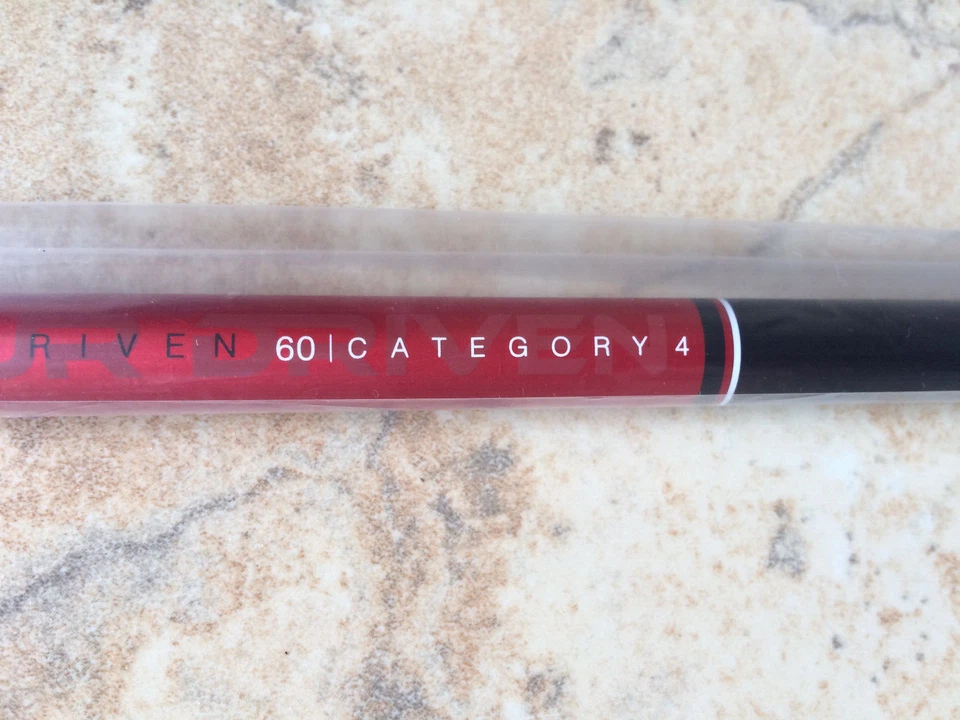 RIVEN 60 | CATEGORY 4